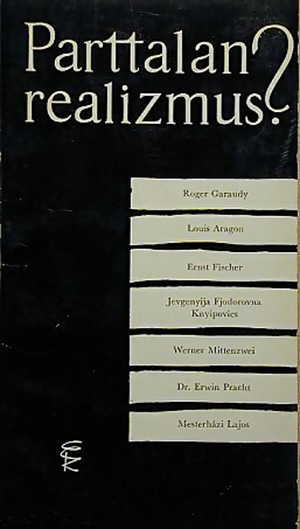 Parttalan
realizmus?
Roger Garaudy
Louis Aragon
Ernst Fischer
Jevgenyija Fjodorovna
Knyipovics
Werner Mittenzwei
Dr. Erwin Pracht
Mesterházi Lajos